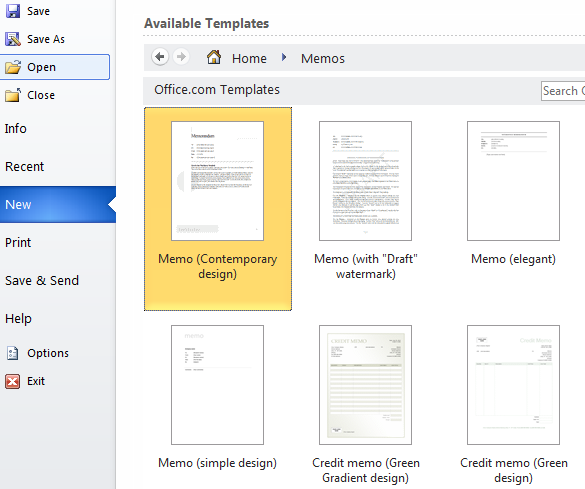 Save
Save As
Open
Close
Info
Recent
New
Print
Save & Send
Help
Options
Exit
Available Templates
Home Memos
Office.com Templates
Search
Memorandum
Memo (Contemporary
design)
Memo (with "Draft"
watermark)
Memo (elegant)
memo
Memo (simple design)
CREDIT MEMO
Credit memo (Green
Gradient design)
Credit Memo
Credit memo (Green
design)